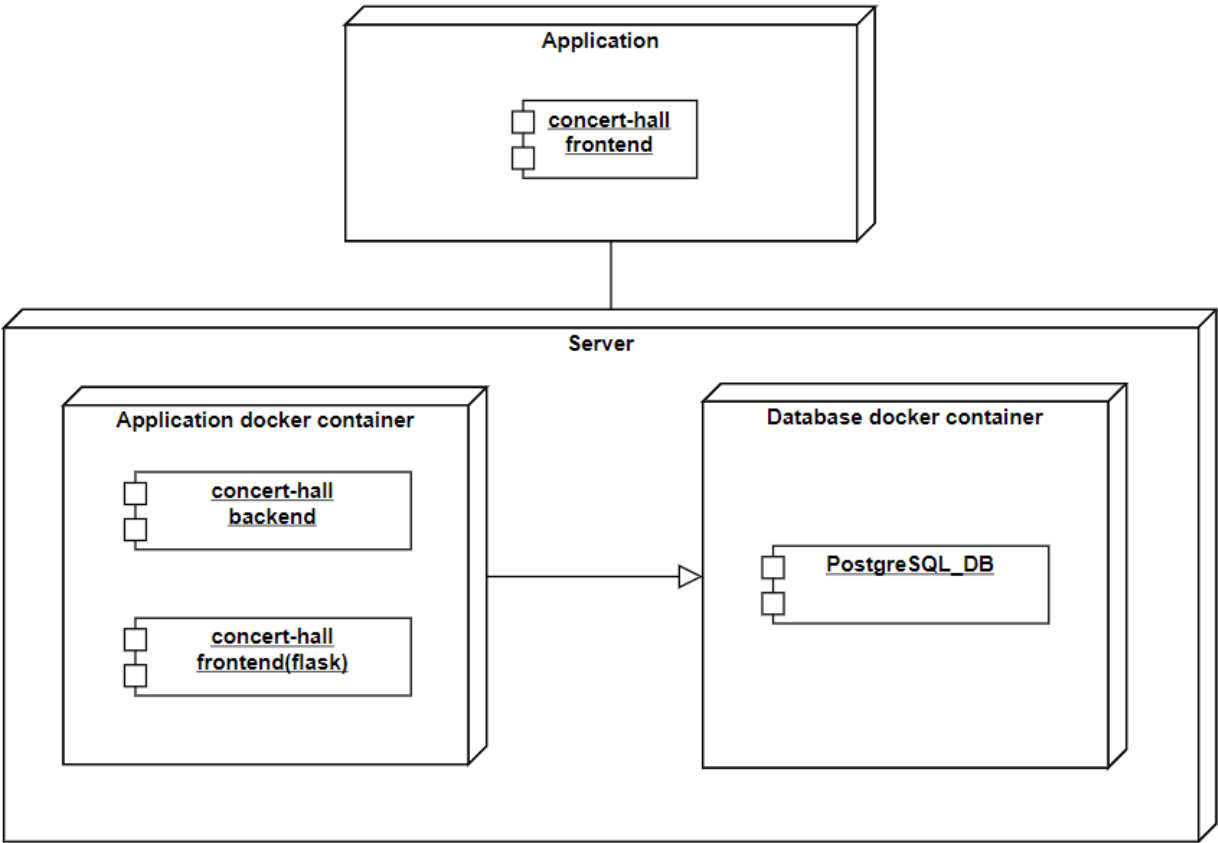 Application
concert-hall
frontend
Server
Application docker container
concert-hall
backend
concert-hall
frontend(flask)
Database docker container
PostgreSQL_DB